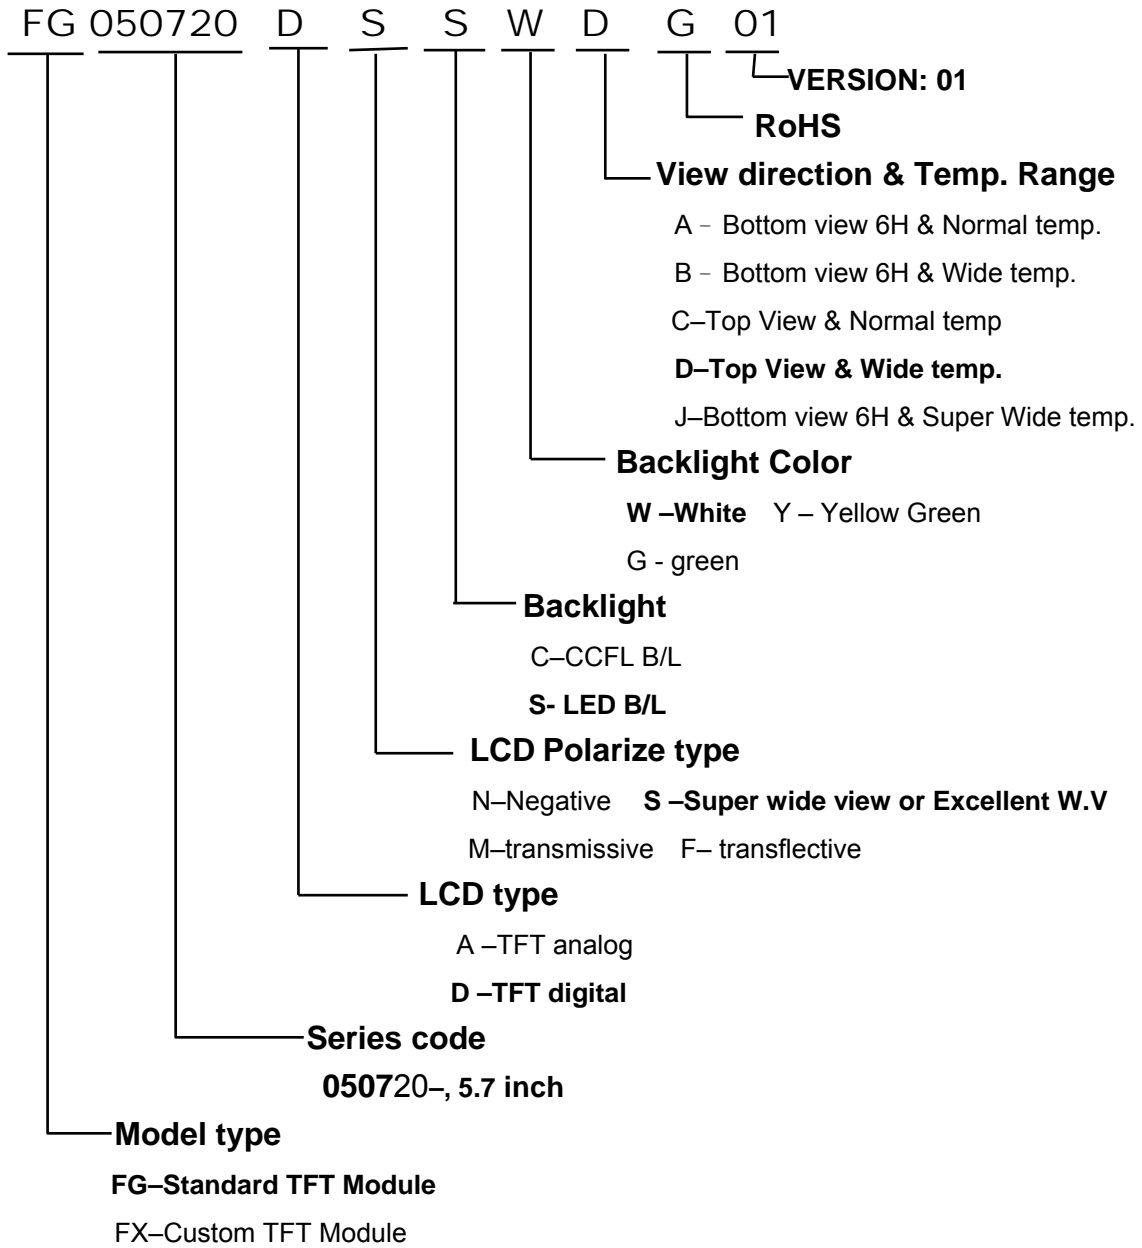 FG 050720 D S S W D G 01
VERSION: 01
RoHS
View direction & Temp. Range
A – Bottom view 6H & Normal temp.
B – Bottom view 6H & Wide temp.
C–Top View & Normal temp
D–Top View & Wide temp.
J–Bottom view 6H & Super Wide temp.
Backlight Color
W –White Y – Yellow Green
G - green
Backlight
C–CCFL B/L
S- LED B/L
LCD Polarize type
N–Negative S –Super wide view or Excellent W.V
M–transmissive F– transflective
LCD type
A –TFT analog
D –TFT digital
Series code
050720–, 5.7 inch
Model type
FG–Standard TFT Module
FX–Custom TFT Module